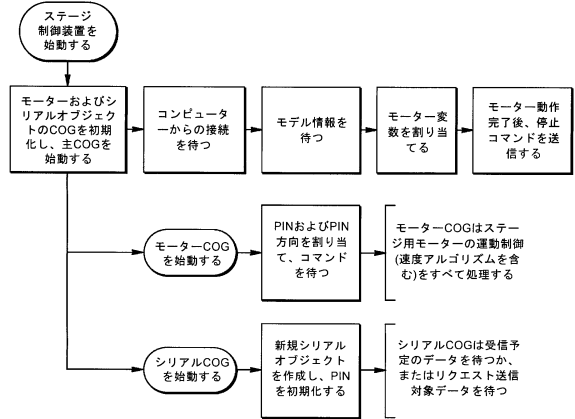 ステージ
制御装置を
始動する
モーターおよびシ
リアルオブジェク
トのCOGを初期
化し、主COGを
始動する
コンピュータ
ーからの接続
を待つ
モデル情報を
待つ
モーター変
数を割り当
てる
モーター動作
完了後、停止
コマンドを送
信する
モーターCOG
を始動する
PINおよびPIN
方向を割り当
て、コマンド
を待つ
モーターCOGはステー
ジ用モーターの運動制御
(速度アルゴリズムを含
む)をすべて処理する
シリアルCOG
を始動する
新規シリアル
オブジェクト
を作成し、PIN
を初期化する
シリアルCOGは受信予
定のデータを待つか、
またはリクエスト送信
対象データを待つ